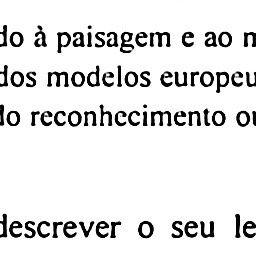 do à paisagem e ao
dos modelos europeu
do reconhecimento ou
descrever o seu le